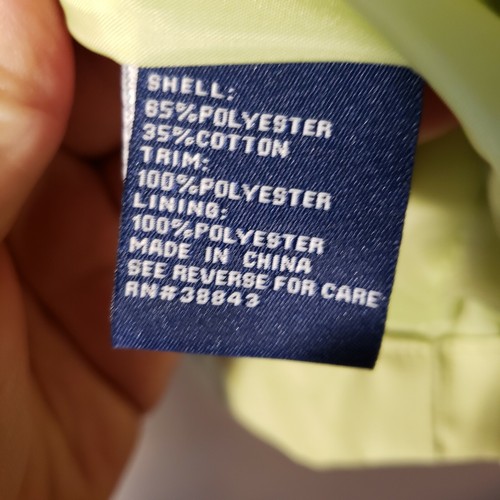 SHELL:
65%POLYESTER
35%COTTON
TRIM:
100%POLYESTER
LINING:
100%POLYESTER
MADE IN CHINA
SEE REVERSE FOR CARE
RN#38843